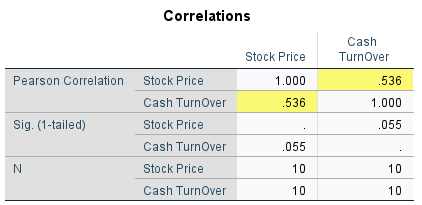 Correlations
Stock Price Cash TurnOver
Pearson Correlation Stock Price 1.000 .536
Cash TurnOver .536 1.000
Sig. (1-tailed) Stock Price . .055
Cash TurnOver .055 .
N Stock Price 10 10
Cash TurnOver 10 10